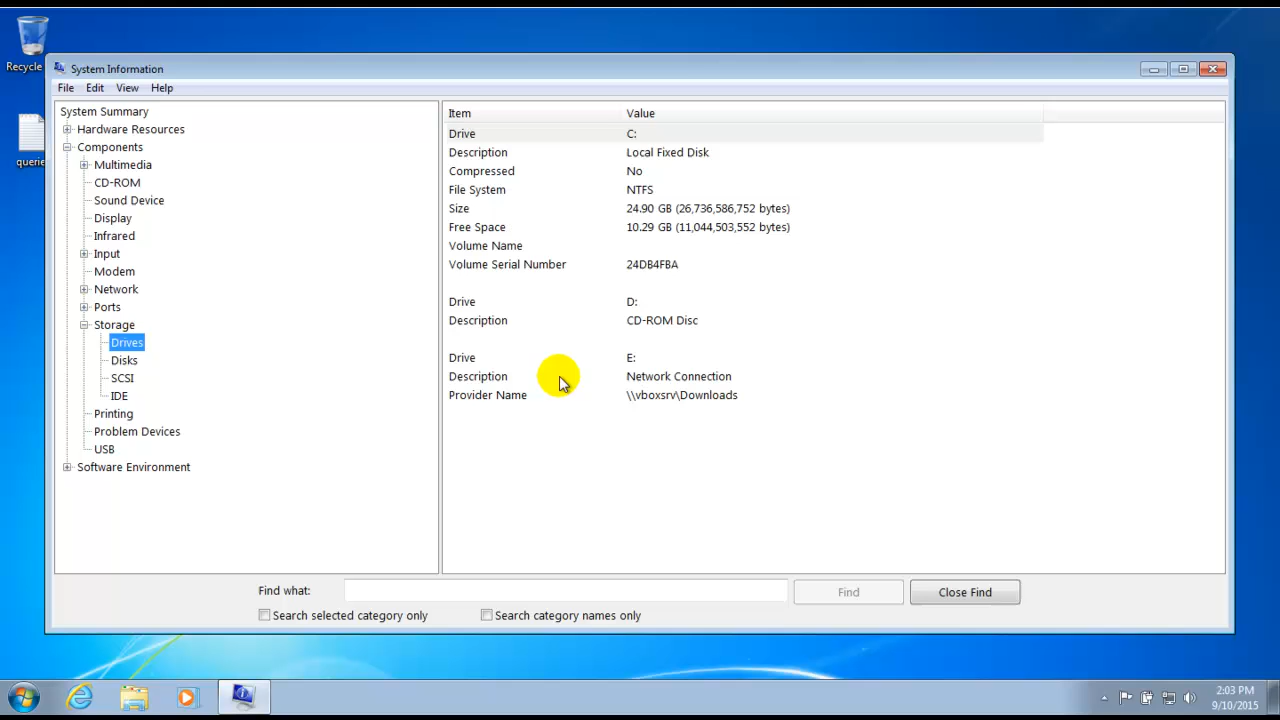 Recycle
querie
System Information
File Edit View Help
System Summary
Hardware Resources
Components
Multimedia
CD-ROM
Sound Device
Display
Infrared
Input
Modem
Network
Ports
Storage
Drives
Disks
SCSI
IDE
Printing
Problem Devices
USB
Software Environment
Item Value
Drive C:
Description Local Fixed Disk
Compressed No
File System NTFS
Size 24.90 GB (26,736,586,752 bytes)
Free Space 10.29 GB (11,044,503,552 bytes)
Volume Name
Volume Serial Number 24DB4FBA
Drive D:
Description CD-ROM Disc
Drive E:
Description Network Connection
Provider Name \\vboxsrv\Downloads
Find what: Find Close Find
Search selected category only Search category names only
2:03 PM
9/10/2015